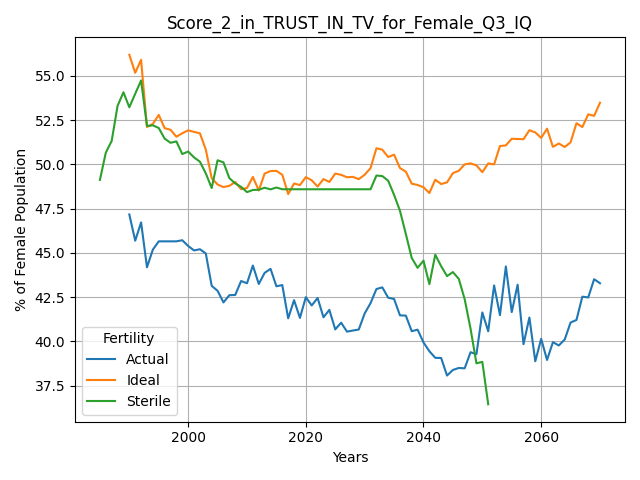 Score_2_in_TRUST_IN_TV_for_Female_Q3_IQ
% of Female Population
55.0
52.5
50.0
47.5
45.0
42.5
40.0
37.5
Fertility
Actual
Ideal
Sterile
2000
2020
2040
2060
Years